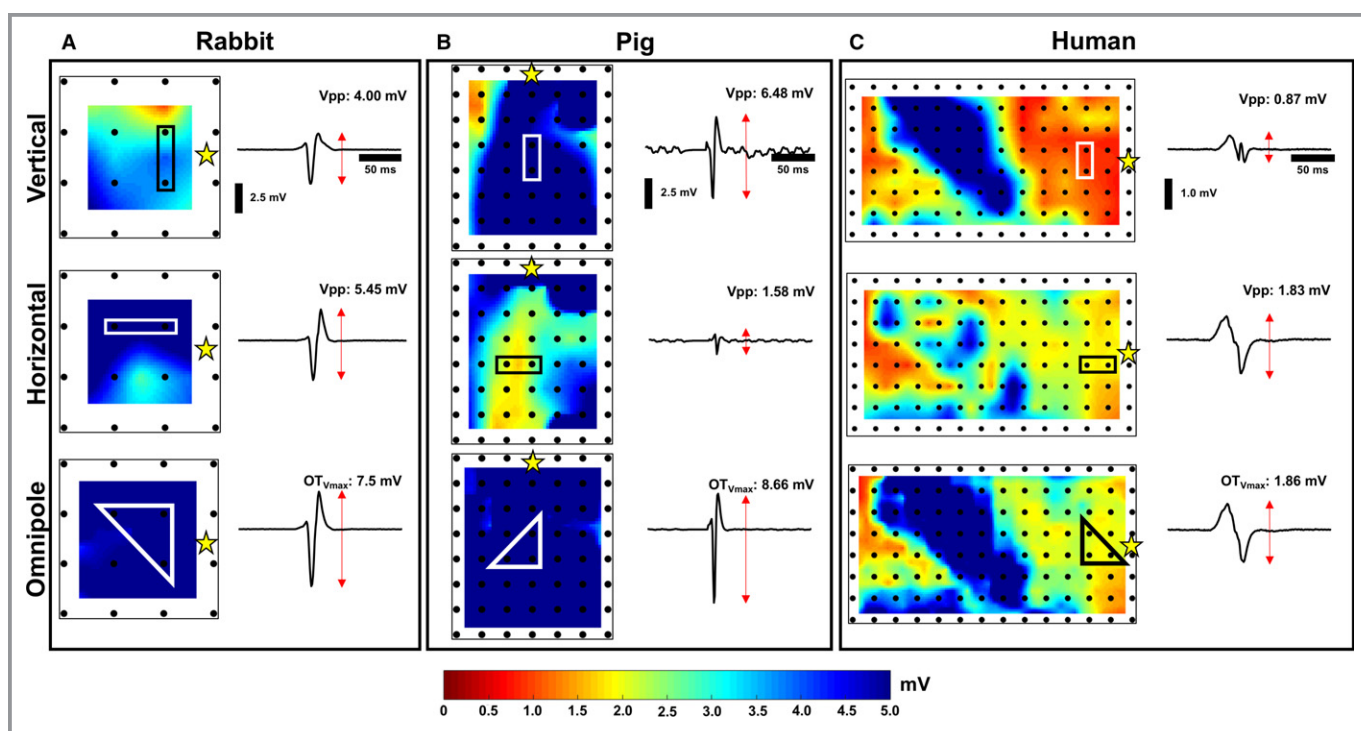 A Rabbit
B Pig
C Human
Vertical
Vpp: 4.00 mV
50 ms
2.5 mV
Vpp: 6.48 mV
50 ms
2.5 mV
Vpp: 0.87 mV
50 ms
1.0 mV
Horizontal
Vpp: 5.45 mV
Vpp: 1.58 mV
Vpp: 1.83 mV
Omnipole
OTVmax: 7.5 mV
OTVmax: 8.66 mV
OTVmax: 1.86 mV
mV
0 0.5 1.0 1.5 2.0 2.5 3.0 3.5 4.0 4.5 5.0